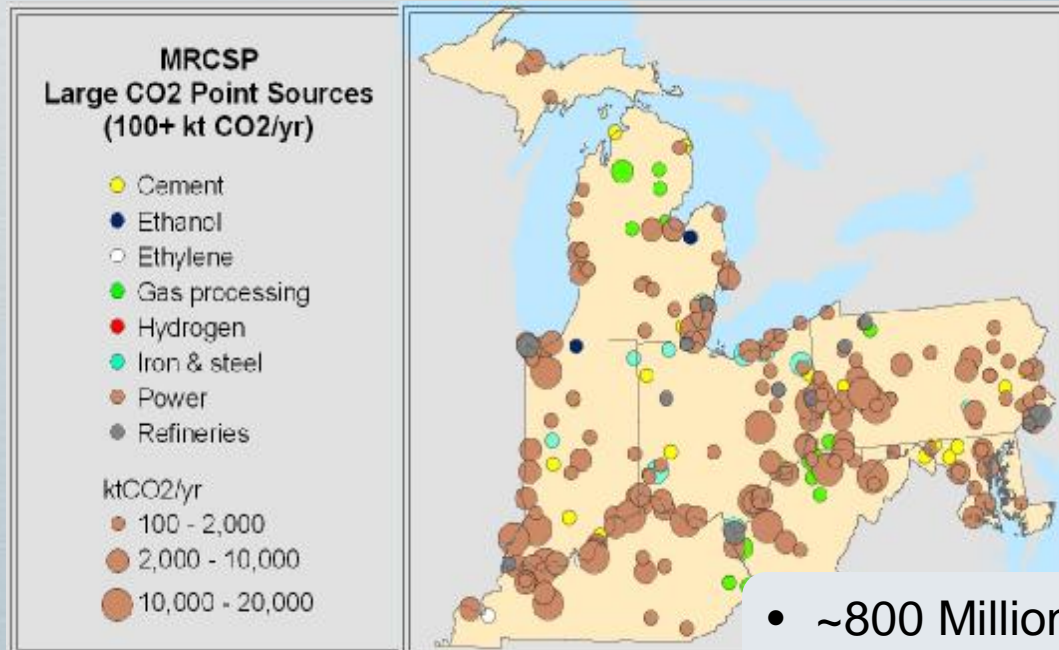 MRCSP
Large CO2 Point Sources
(100+ kt CO2/yr)
Cement
Ethanol
Ethylene
Gas processing
Hydrogen
Iron & steel
Power
Refineries
ktCO2/yr
100 - 2,000
2,000 - 10,000
10,000 - 20,000
• ~800 Million